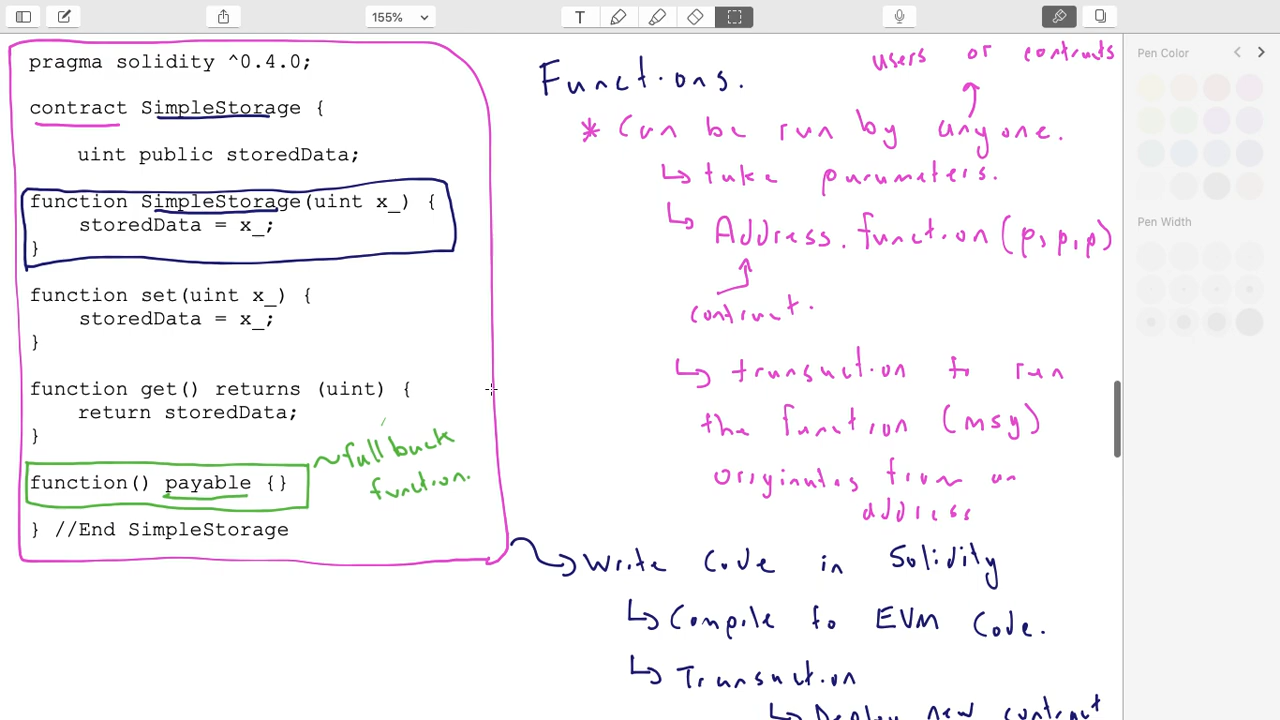 155%
T
Pen Color
Pen Width
pragma solidity ^0.4.0;
contract SimpleStorage {
uint public storedData;
function SimpleStorage(uint x_) {
storedData = x_;
}
function set(uint x_) {
storedData = x_;
}
function get() returns (uint) {
return storedData;
}
~fallback
function.
function() payable {}
} //End SimpleStorage
users or contracts
Functions.
* Can be run by anyone.
↳ take parameters.
↳ Address.function(p,p,p)
contract.
↳ transaction to run
the function (msg)
originates from an
address
Write Code in Solidity
↳ Compile to EVM Code.
↳ Transaction
↳ Deploy new contract